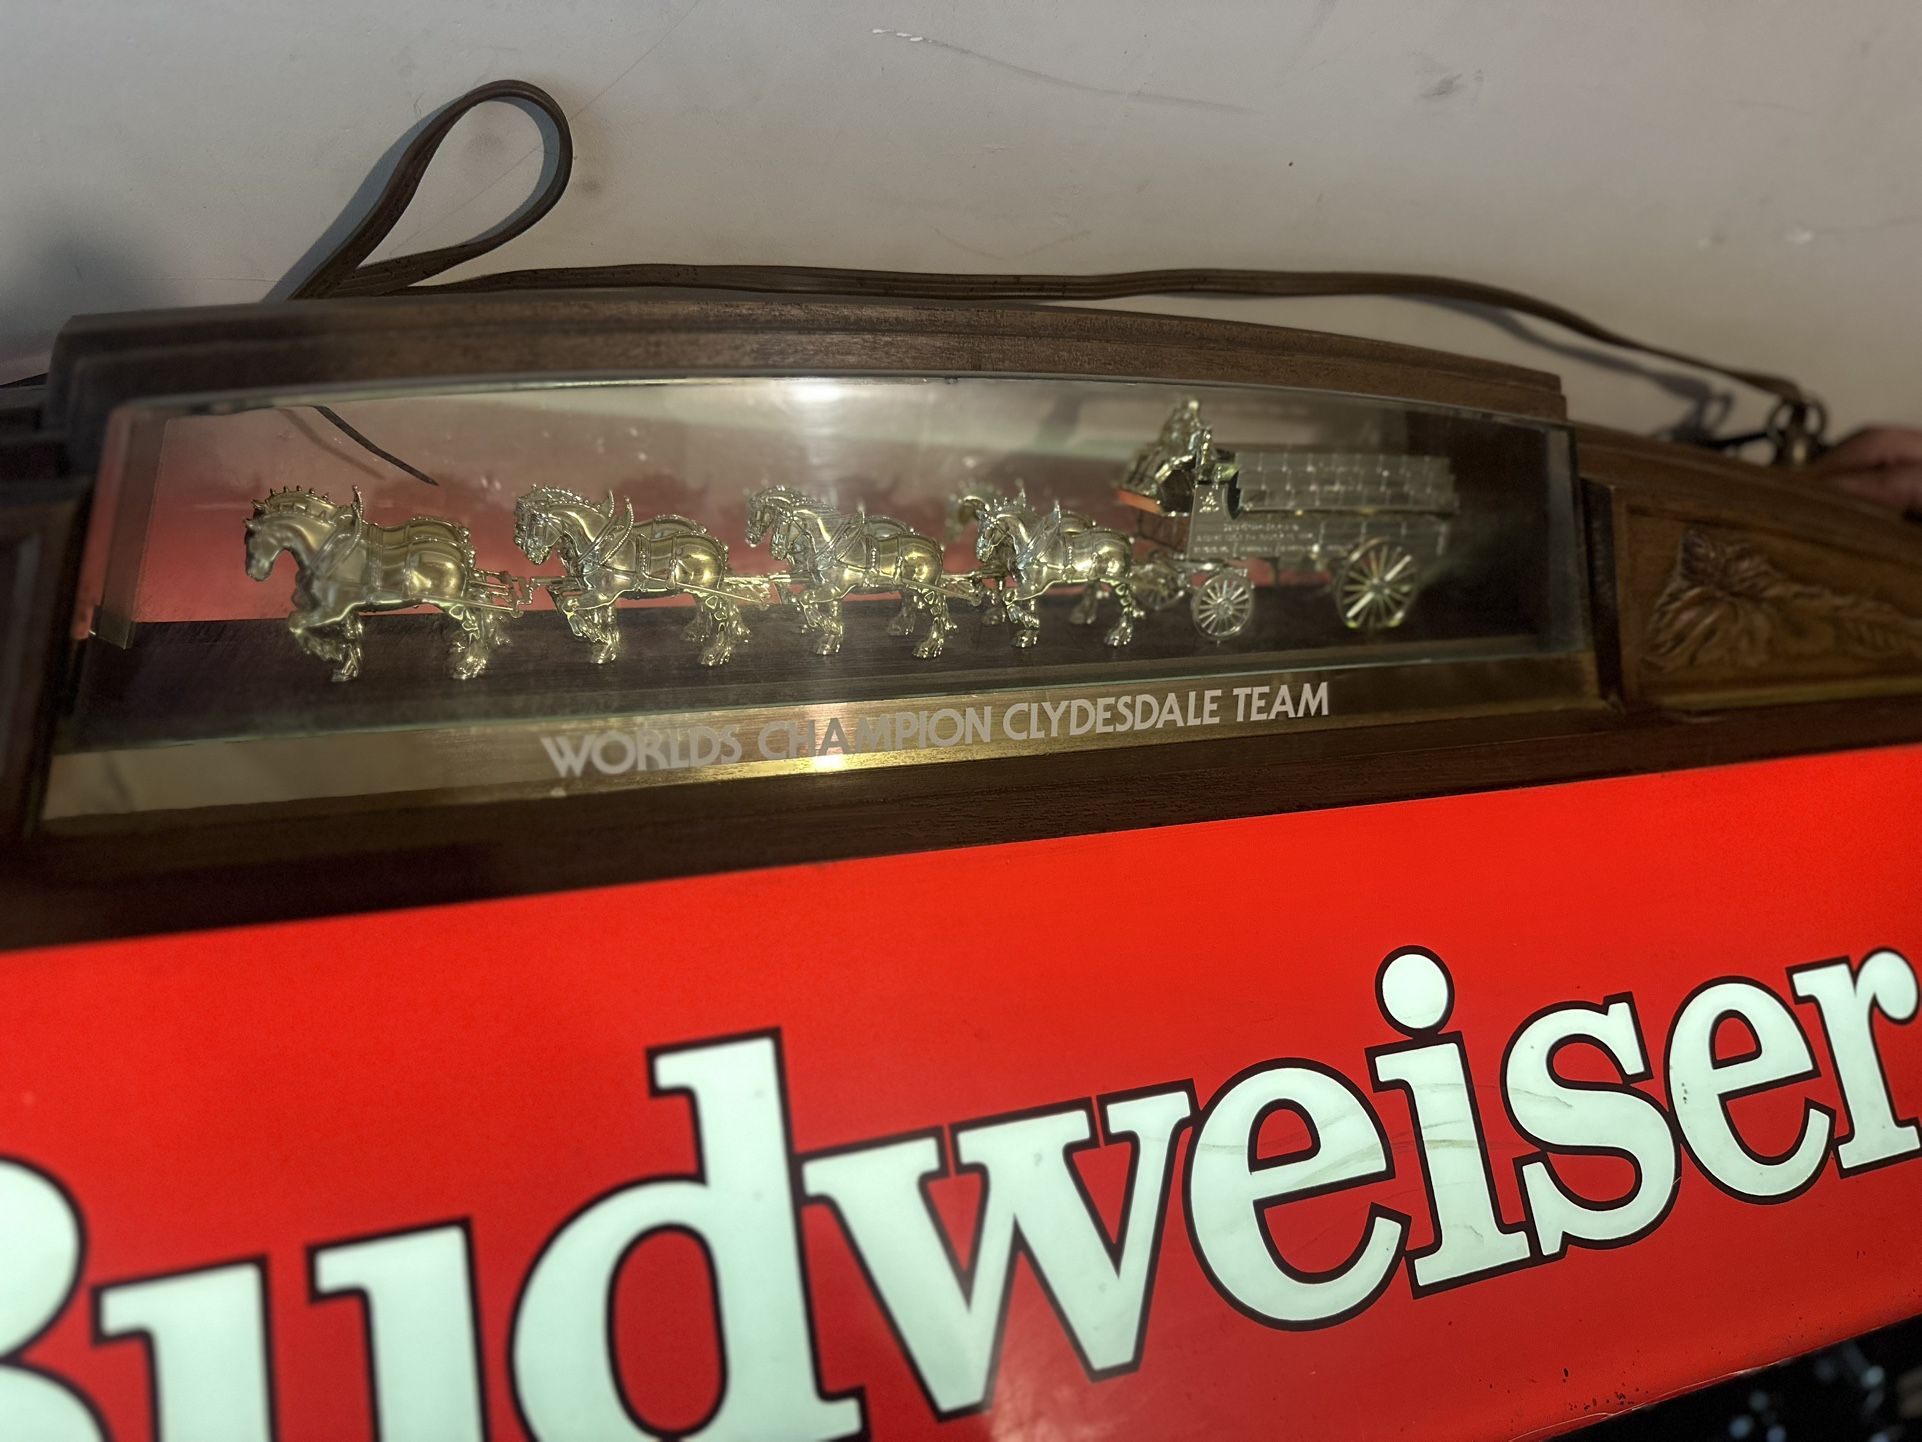 WORLDS CHAMPION CLYDESDALE TEAM
Budweiser